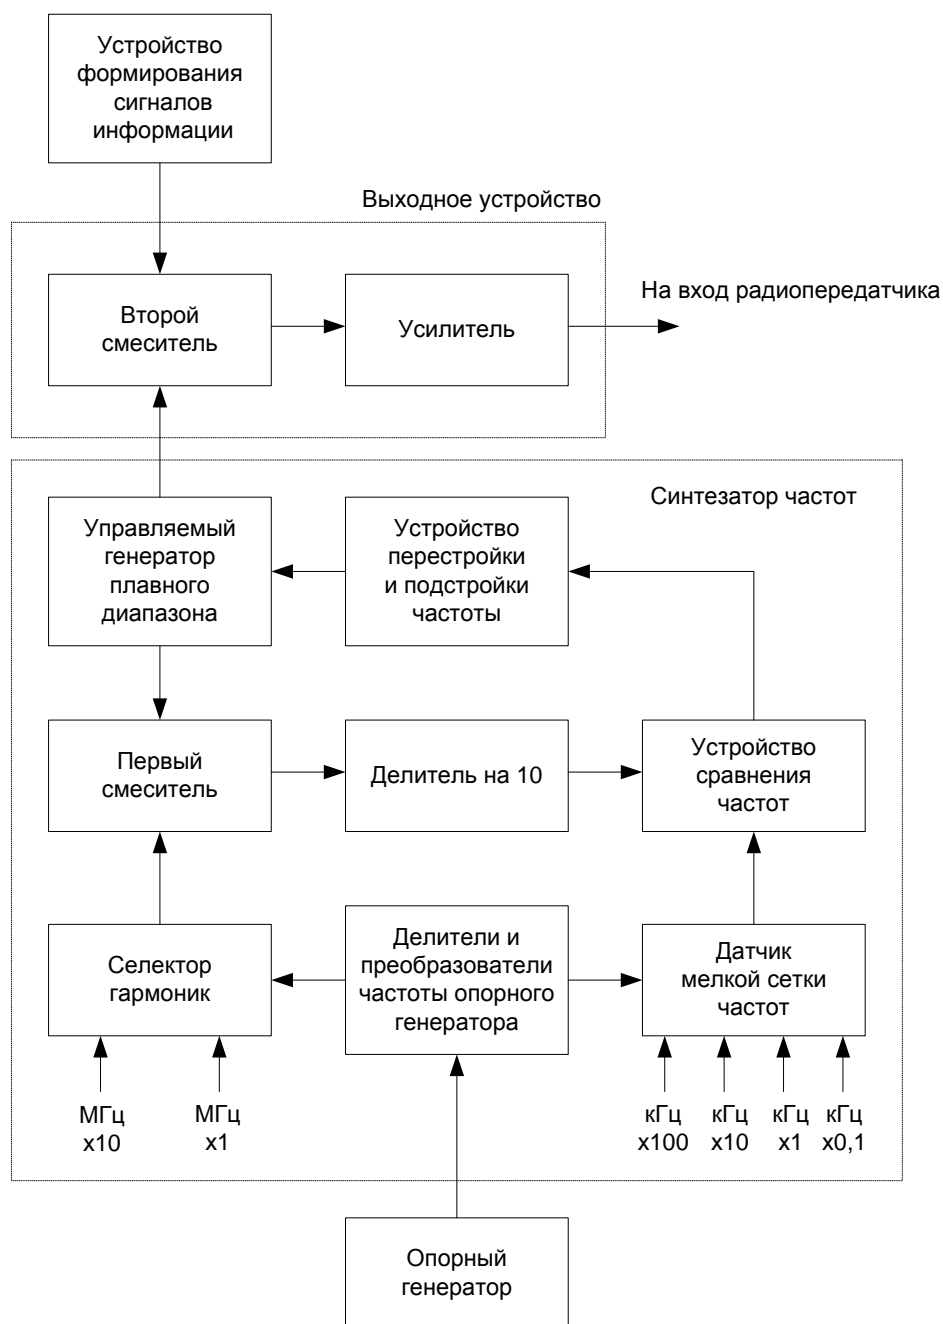 Устройство
формирования
сигналов
информации
Выходное устройство
Второй
смеситель
Усилитель
На вход радиопередатчика
Синтезатор частот
Управляемый
генератор
плавного
диапазона
Устройство
перестройки
и подстройки
частоты
Первый
смеситель
Делитель на 10
Устройство
сравнения
частот
Селектор
гармоник
Делители и
преобразователи
частоты опорного
генератора
Датчик
мелкой сетки
частот
МГц
х10
МГц
х1
кГц
х100
кГц
х10
кГц
х1
кГц
х0,1
Опорный
генератор